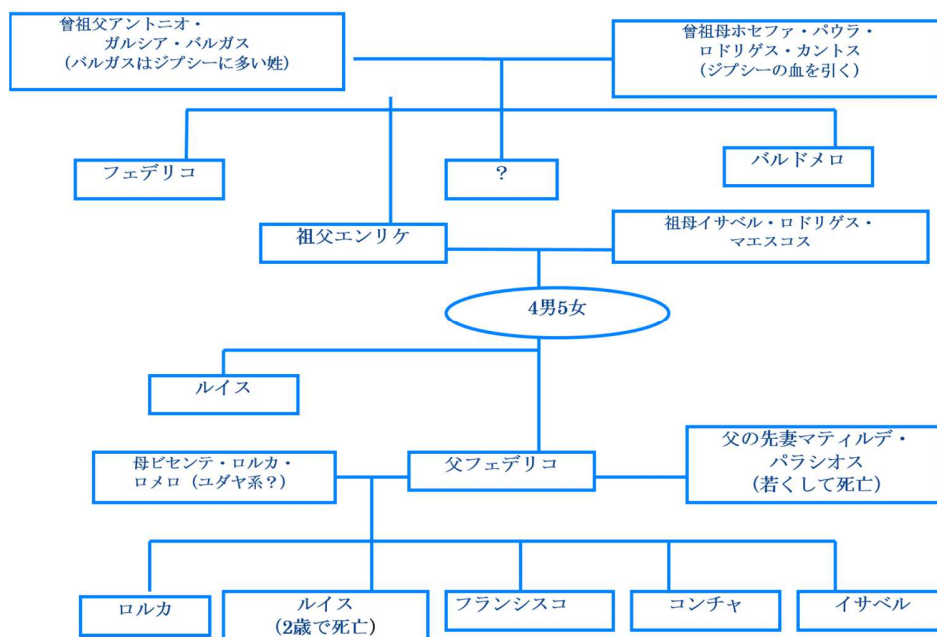 曾祖父アントニオ・
ガルシア・バルガス
(バルガスはジプシーに多い姓)
曾祖母ホセファ・パウラ・
ロドリゲス・カントス
(ジプシーの血を引く)
フェデリコ
?
バルドメロ
祖父エンリケ
祖母イサベル・ロドリゲス・
マエスコス
4男5女
ルイス
母ビセンテ・ロルカ・
ロメロ(ユダヤ系?)
父フェデリコ
父の先妻マティルデ・
パラシオス
(若くして死亡)
ロルカ
ルイス
(2歳で死亡)
フランシスコ
コンチャ
イサベル